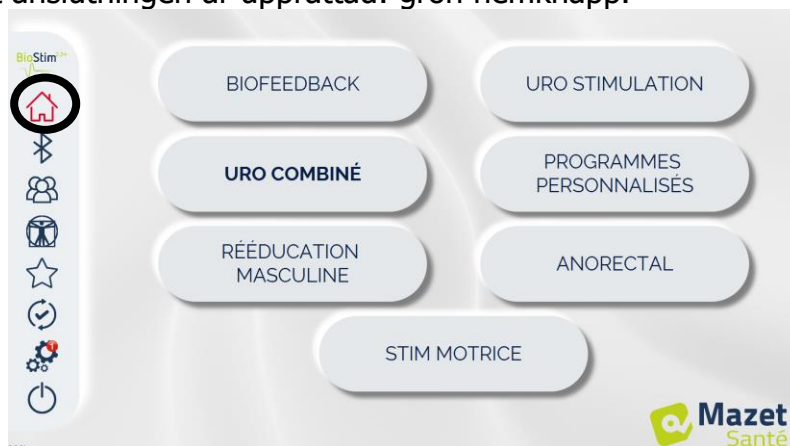 anslutningen är upprättad: grön hemknapp.
BioStim
BIOFEEDBACK
URO STIMULATION
URO COMBINÉ
PROGRAMMES
PERSONNALISÉS
RÉÉDUCATION
MASCULINE
ANORECTAL
STIM MOTRICE
Mazet
Santé